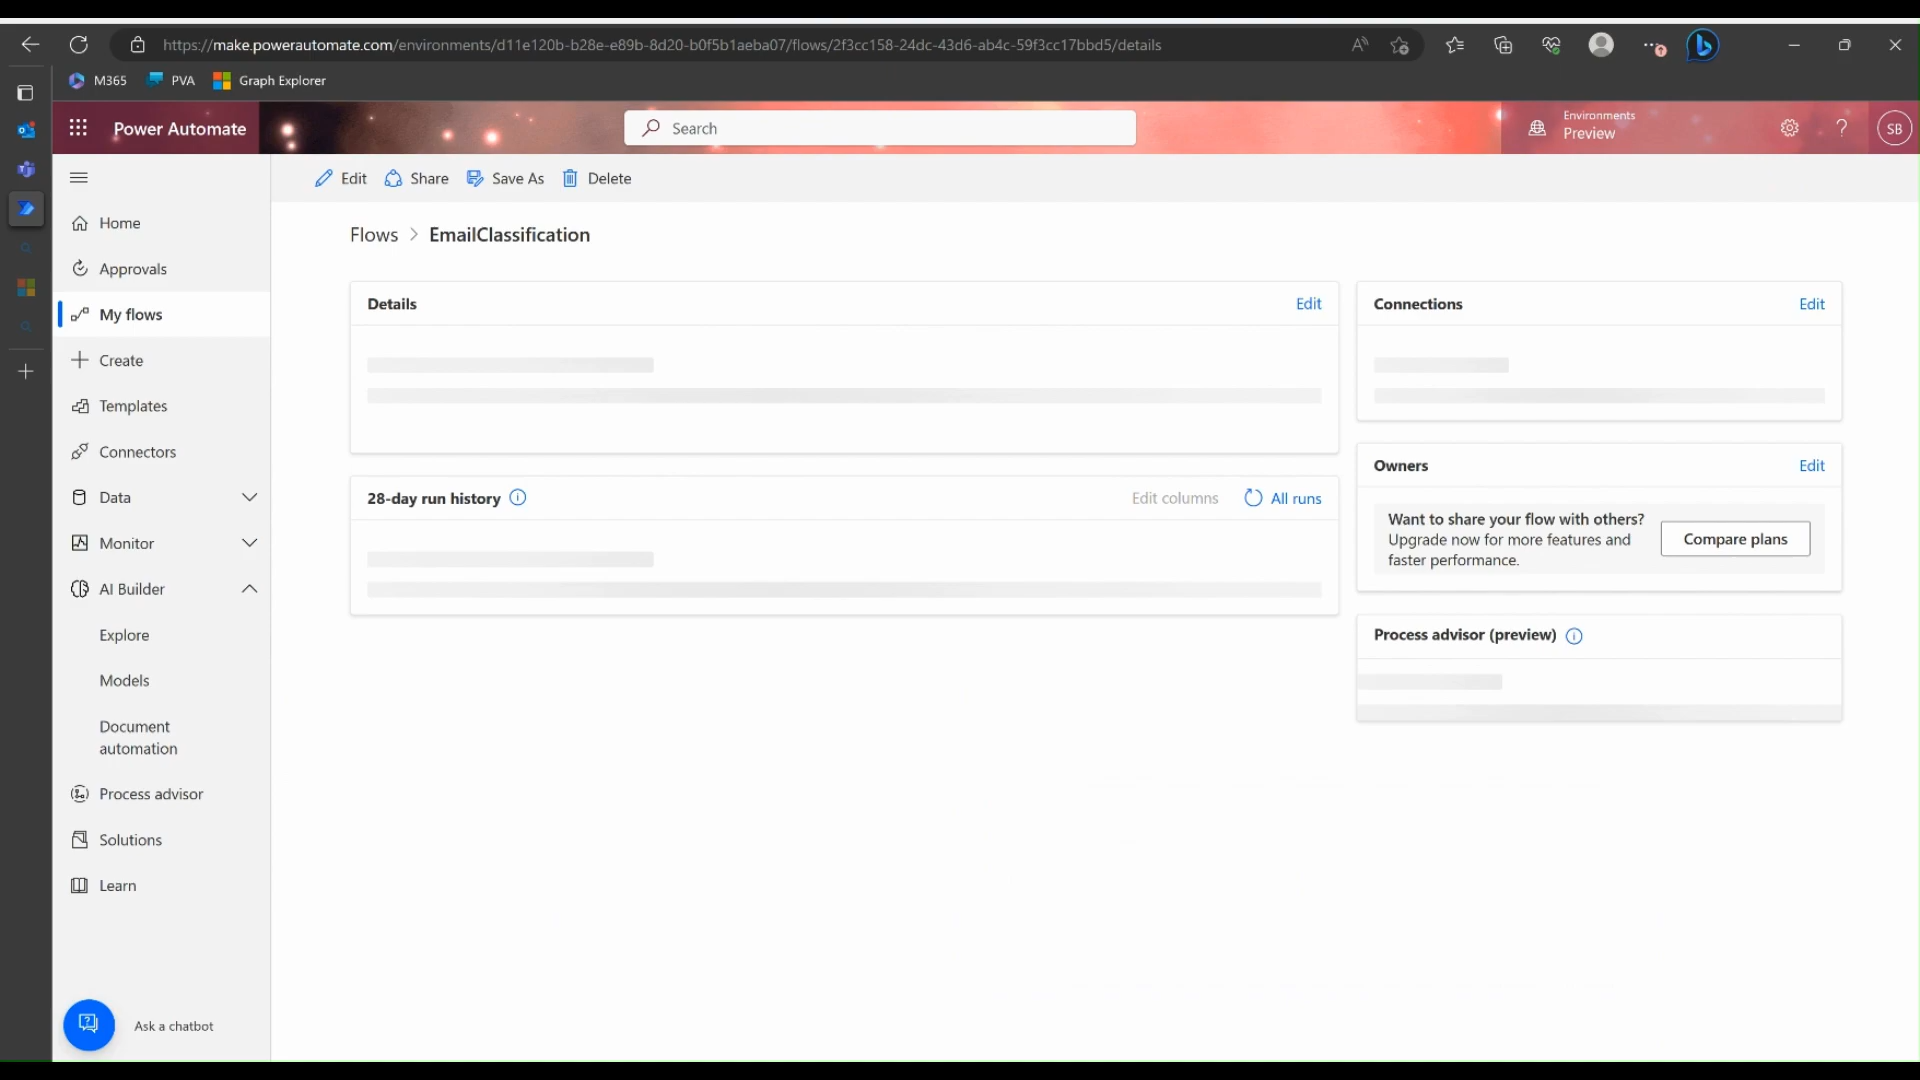 https://make.powerautomate.com/environments/d11e120b-b28e-e89b-8d20-b0f5b1aeba07/flows/2f3cc158-24dc-43d6-ab4c-59f3cc17bbd5/details
M365 PVA Graph Explorer
Power Automate
Search
Environments
Preview
?
SB
Edit Share Save As Delete
Home
Approvals
My flows
Create
Templates
Connectors
Data
Monitor
AI Builder
Explore
Models
Document
automation
Process advisor
Solutions
Learn
Ask a chatbot
Flows > EmailClassification
Details Edit
28-day run history Edit columns All runs
Connections Edit
Owners Edit
Want to share your flow with others?
Upgrade now for more features and
faster performance.
Compare plans
Process advisor (preview)